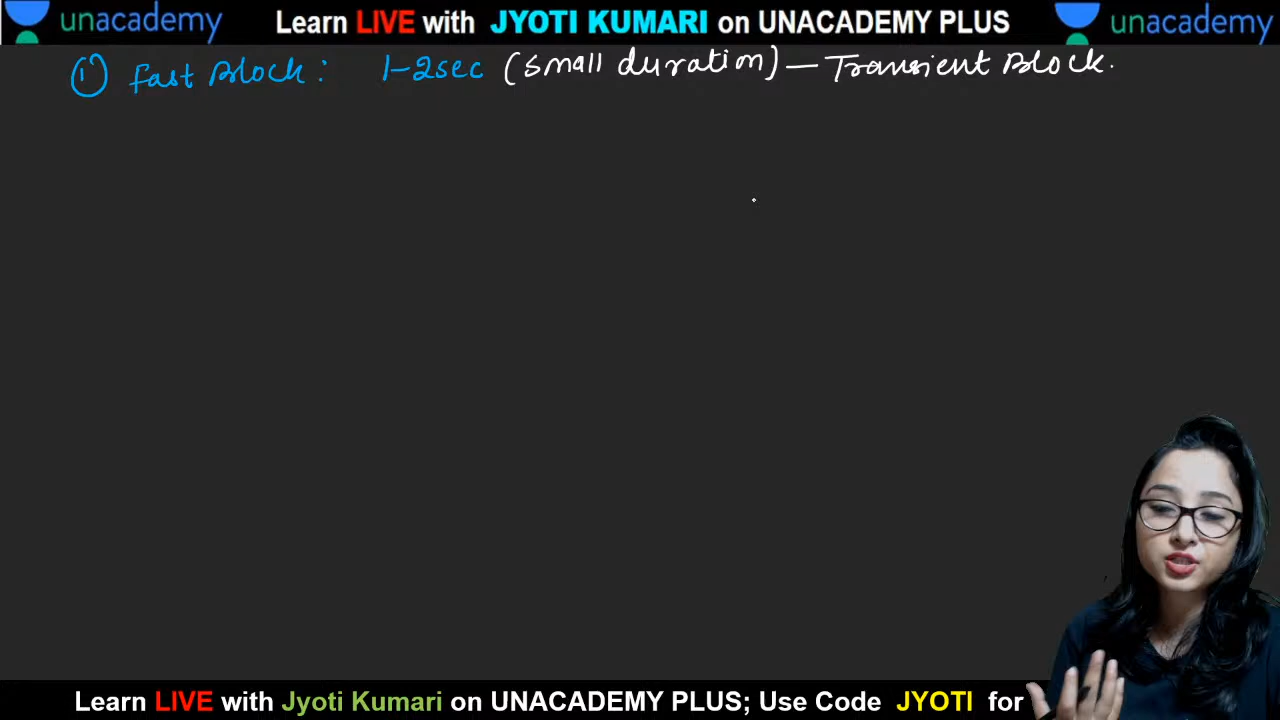 unacademy Learn LIVE with JYOTI KUMARI on UNACADEMY PLUS unacademy
① Fast Block: 1-2sec (small duration) — Transient Block.
Learn LIVE with Jyoti Kumari on UNACADEMY PLUS; Use Code JYOTI for